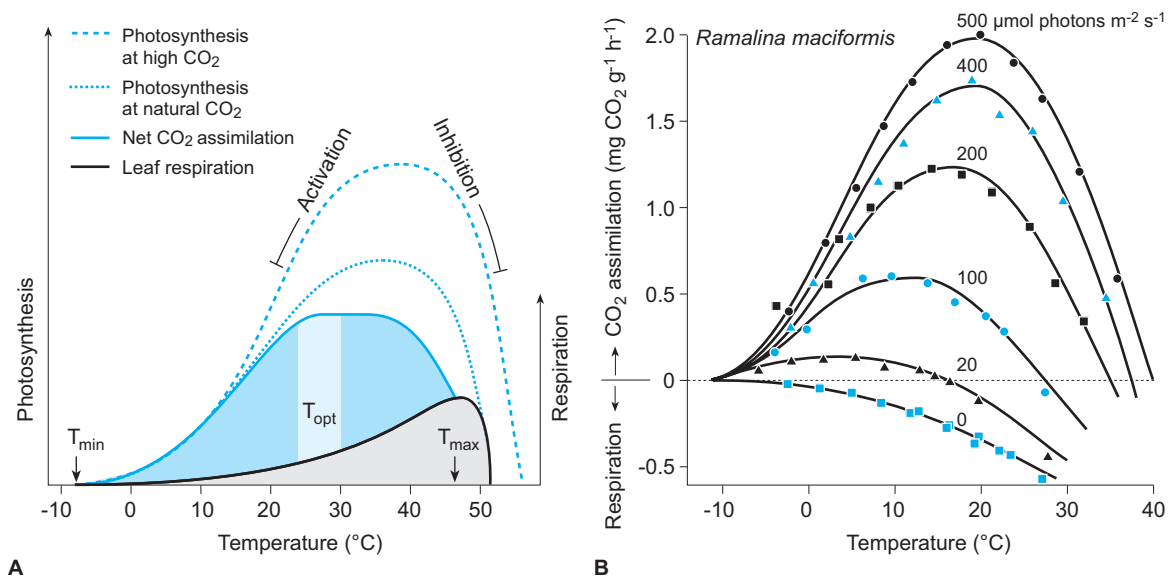 Photosynthesis
at high CO₂
Photosynthesis
at natural CO₂
Net CO₂ assimilation
Leaf respiration
Activation
Inhibition
Photosynthesis
Respiration
T_min
T_opt
T_max
-10 0 10 20 30 40 50
Temperature (°C)
A
Ramalina maciformis
500 µmol photons m⁻² s⁻¹
400
200
100
20
0
CO₂ assimilation (mg CO₂ g⁻¹ h⁻¹)
Respiration
2.0
1.5
1.0
0.5
0
-0.5
-10 0 10 20 30 40
Temperature (°C)
B